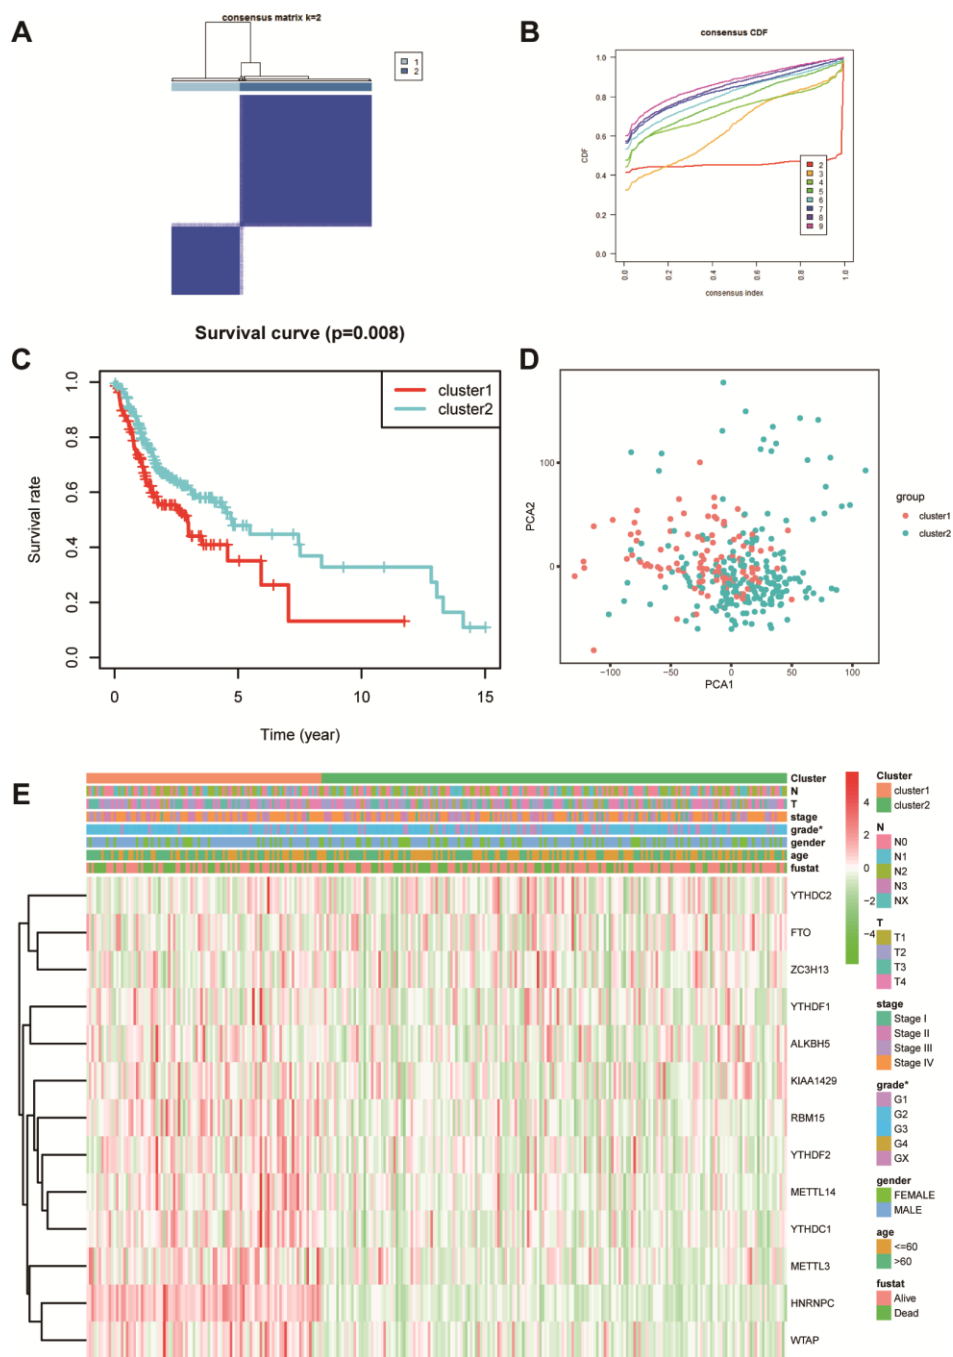 A
consensus matrix k=2
1
2
B
consensus CDF
CDF
1.0
0.8
0.6
0.4
0.2
0.0
2
3
4
5
6
7
8
9
0.0 0.2 0.4 0.6 0.8 1.0
consensus index
C
Survival curve (p=0.008)
Survival rate
1.0
0.8
0.6
0.4
0.2
0.0
cluster1
cluster2
0 5 10 15
Time (year)
D
PCA2
100
0
−100 −50 0 50 100
PCA1
group
cluster1
cluster2
E
Cluster
N
T
stage
grade*
gender
age
fustat
YTHDC2
FTO
ZC3H13
YTHDF1
ALKBH5
KIAA1429
RBM15
YTHDF2
METTL14
YTHDC1
METTL3
HNRNPC
WTAP
4
2
0
−2
−4
Cluster
cluster1
cluster2
N
N0
N1
N2
N3
NX
T
T1
T2
T3
T4
stage
Stage I
Stage II
Stage III
Stage IV
grade*
G1
G2
G3
G4
GX
gender
FEMALE
MALE
age
<=60
>60
fustat
Alive
Dead